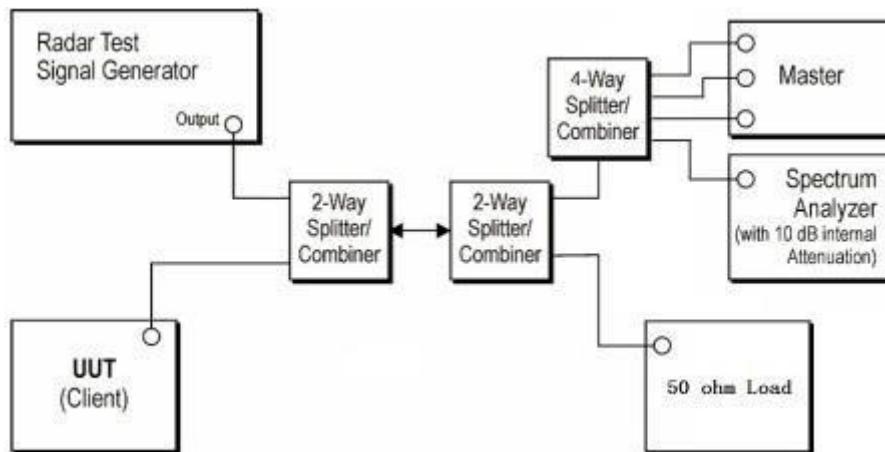 Radar Test
Signal Generator
Output
2-Way
Splitter/
Combiner
2-Way
Splitter/
Combiner
4-Way
Splitter/
Combiner
Master
Spectrum
Analyzer
(with 10 dB internal
Attenuation)
UUT
(Client)
50 ohm Load